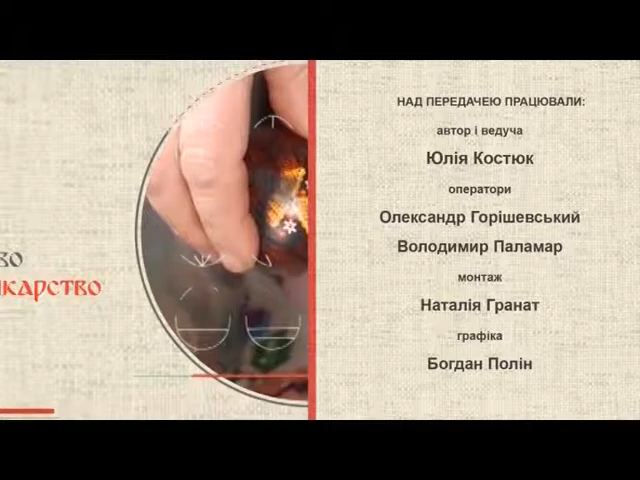 НАД ПЕРЕДАЧЕЮ ПРАЦЮВАЛИ:
автор і ведуча
Юлія Костюк
оператори
Олександр Горішевський
Володимир Паламар
монтаж
Наталія Гранат
графіка
Богдан Полін